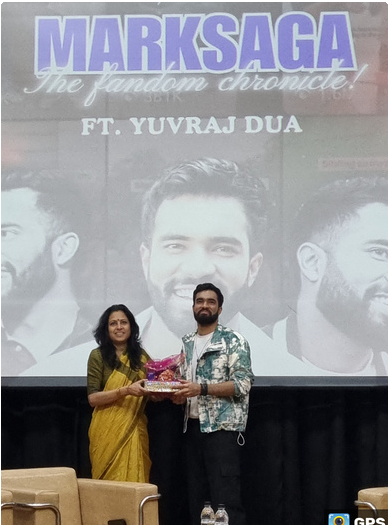 MARKSAGA
The fandom chronicle!
FT. YUVRAJ DUA
GPS